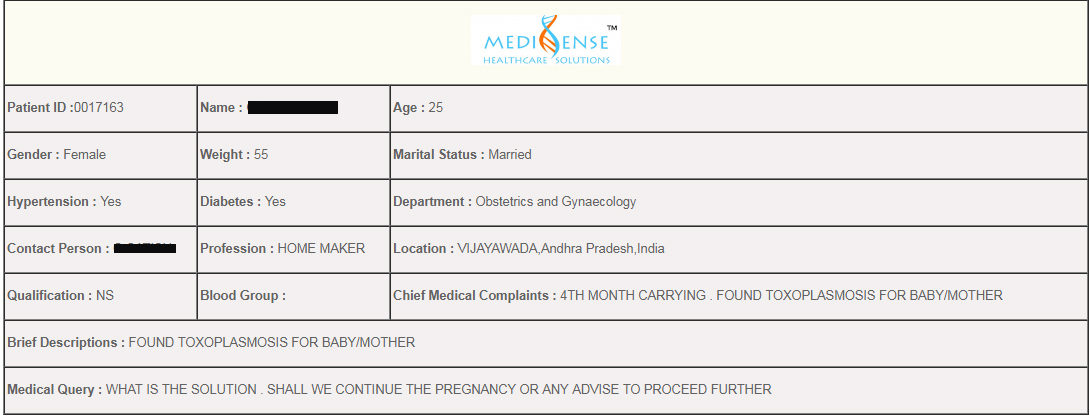 MEDISENSE™
HEALTHCARE SOLUTIONS
Patient ID :0017163 Name : Age : 25
Gender : Female Weight : 55 Marital Status : Married
Hypertension : Yes Diabetes : Yes Department : Obstetrics and Gynaecology
Contact Person : Profession : HOME MAKER Location : VIJAYAWADA,Andhra Pradesh,India
Qualification : NS Blood Group : Chief Medical Complaints : 4TH MONTH CARRYING . FOUND TOXOPLASMOSIS FOR BABY/MOTHER
Brief Descriptions : FOUND TOXOPLASMOSIS FOR BABY/MOTHER
Medical Query : WHAT IS THE SOLUTION . SHALL WE CONTINUE THE PREGNANCY OR ANY ADVISE TO PROCEED FURTHER